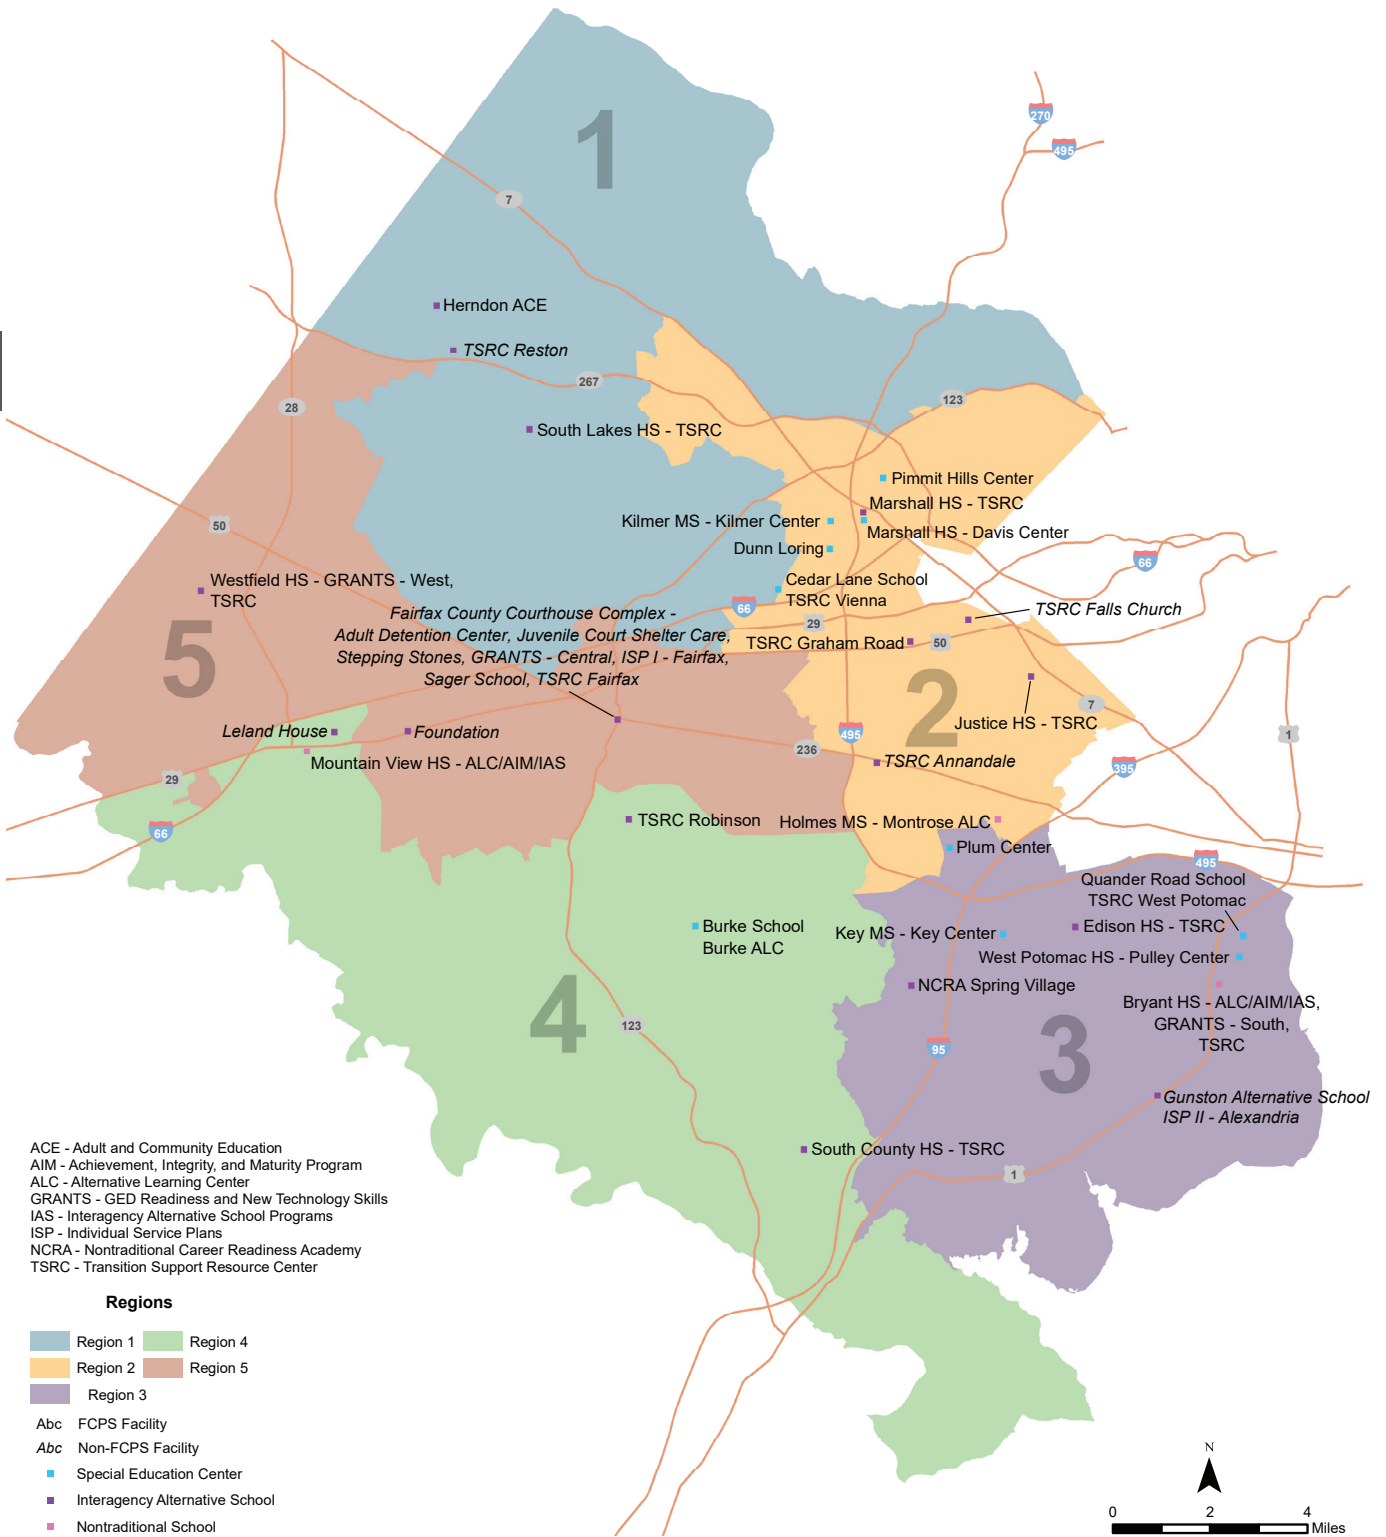 1
270
495
7
Herndon ACE
TSRC Reston
267
123
28
South Lakes HS - TSRC
Pimmit Hills Center
Marshall HS - TSRC
Kilmer MS - Kilmer Center
Marshall HS - Davis Center
50
Dunn Loring
66
Westfield HS - GRANTS - West,
TSRC
Cedar Lane School
TSRC Vienna
66
Fairfax County Courthouse Complex -
Adult Detention Center, Juvenile Court Shelter Care,
Stepping Stones, GRANTS - Central, ISP I - Fairfax,
Sager School, TSRC Fairfax
TSRC Falls Church
29
TSRC Graham Road
50
5
2
7
Justice HS - TSRC
Leland House
Foundation
495
1
236
Mountain View HS - ALC/AIM/IAS
TSRC Annandale
395
29
66
TSRC Robinson
Holmes MS - Montrose ALC
Plum Center
495
Quander Road School
TSRC West Potomac
Burke School
Burke ALC
Key MS - Key Center
Edison HS - TSRC
West Potomac HS - Pulley Center
NCRA Spring Village
Bryant HS - ALC/AIM/IAS,
GRANTS - South,
TSRC
4
123
95
3
Gunston Alternative School
ISP II - Alexandria
South County HS - TSRC
1
ACE - Adult and Community Education
AIM - Achievement, Integrity, and Maturity Program
ALC - Alternative Learning Center
GRANTS - GED Readiness and New Technology Skills
IAS - Interagency Alternative School Programs
ISP - Individual Service Plans
NCRA - Nontraditional Career Readiness Academy
TSRC - Transition Support Resource Center
Regions
Region 1 Region 4
Region 2 Region 5
Region 3
Abc FCPS Facility
Abc Non-FCPS Facility
Special Education Center
Interagency Alternative School
Nontraditional School
N
0 2 4
Miles